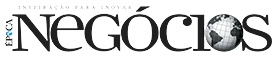 INSPIRAÇÃO PARA INOVAR
ÉPOCA
NEGÓCIOS